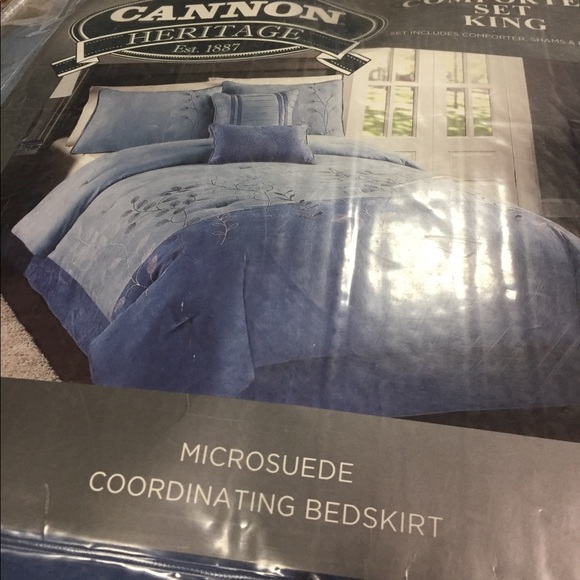 CANNON
HERITAGE
Est. 1887
SET
KING
SET INCLUDES COMFORTER, SHAMS &
MICROSUEDE
COORDINATING BEDSKIRT